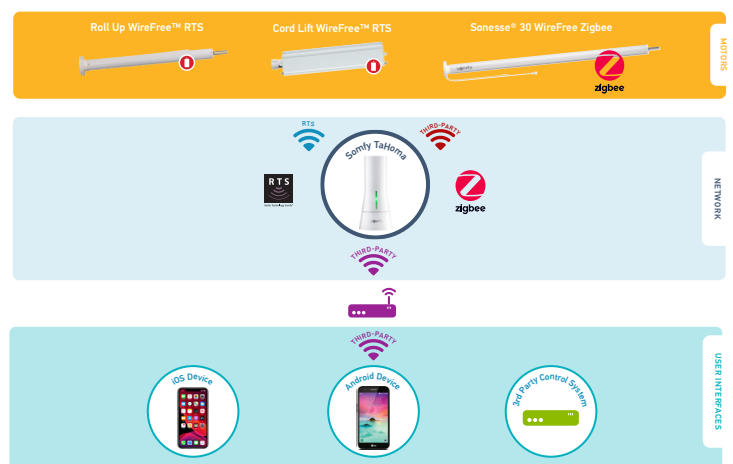 Roll Up WireFree™ RTS
Cord Lift WireFree™ RTS
Sonesse® 30 WireFree Zigbee
MOTORS
somfy
zigbee
RTS
THIRD-PARTY
Somfy TaHoma
RTS
zigbee
NETWORK
THIRD-PARTY
THIRD-PARTY
iOS Device
Android Device
3rd Party Control System
USER INTERFACES